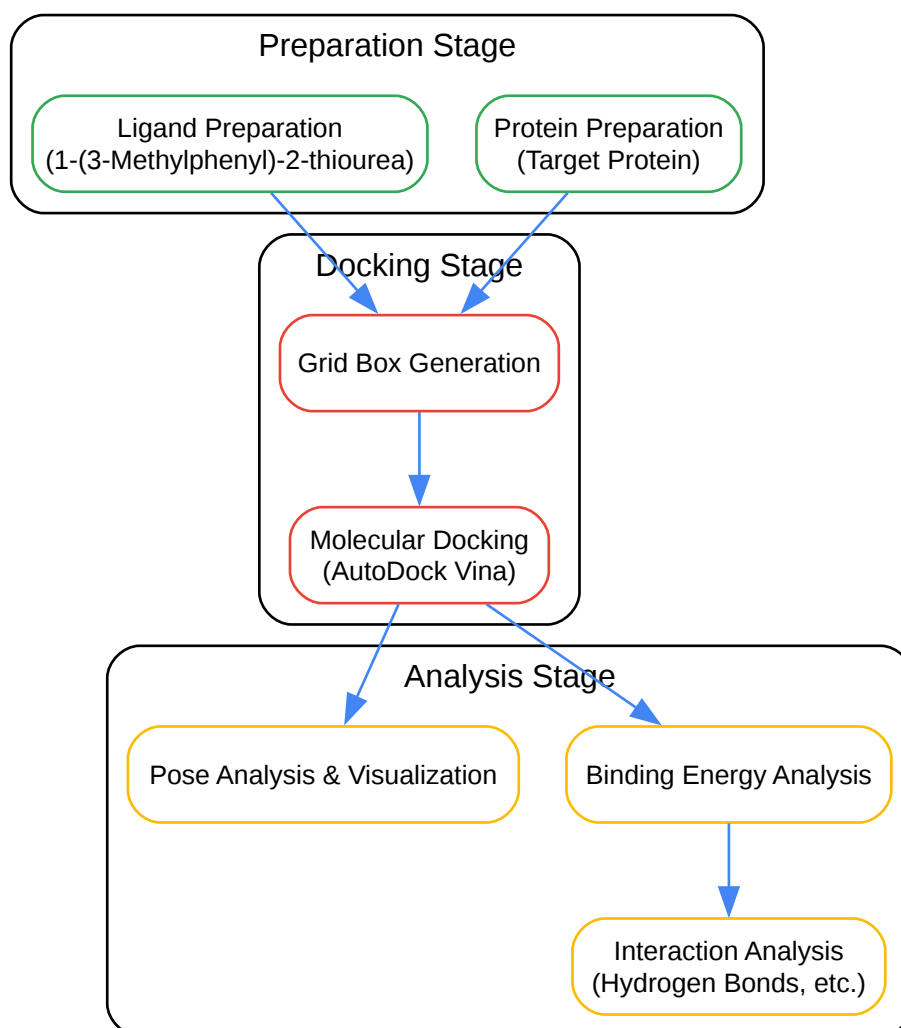 Preparation Stage
Ligand Preparation
(1-(3-Methylphenyl)-2-thiourea)
Protein Preparation
(Target Protein)
Docking Stage
Grid Box Generation
Molecular Docking
(AutoDock Vina)
Analysis Stage
Pose Analysis & Visualization
Binding Energy Analysis
Interaction Analysis
(Hydrogen Bonds, etc.)